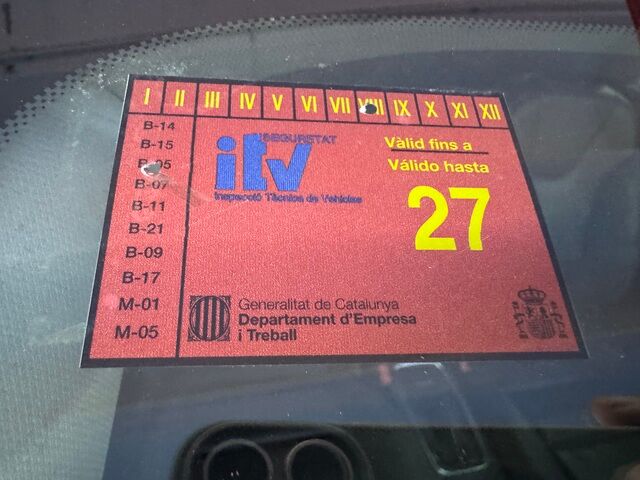 I II III IV V VI VII VIII IX X XI XII
B-14
B-15
B-05
B-07
B-11
B-21
B-09
B-17
M-01
M-05
SEGURETAT
itv
Inspecció Tècnica de Vehicles
Vàlid fins a
Válido hasta
27
Generalitat de Catalunya
Departament d'Empresa
i Treball